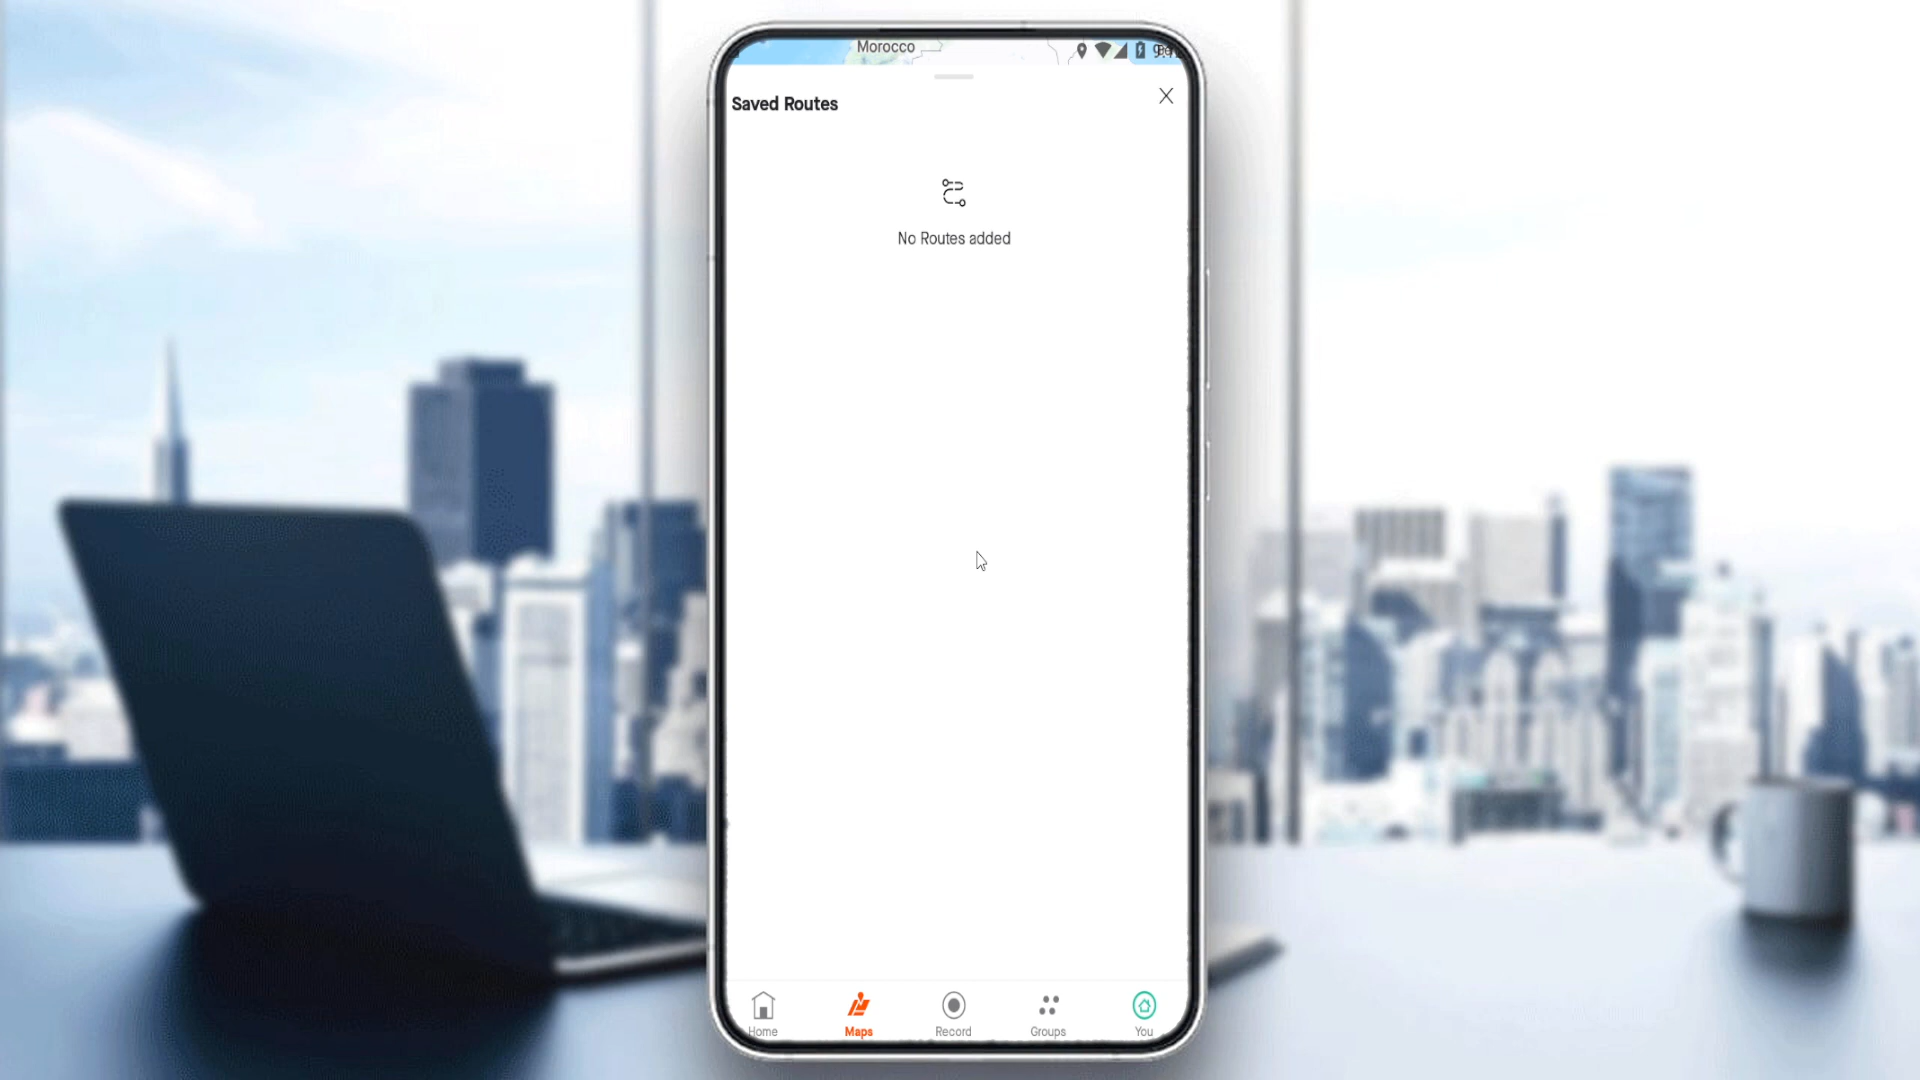 Morocco
Saved Routes
No Routes added
Home
Maps
Record
Groups
You